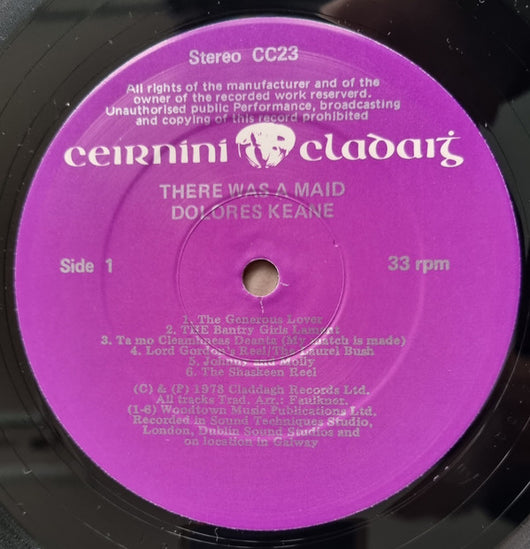 Stereo CC23
All rights of the manufacturer and of the
owner of the recorded work reserverd.
Unauthorised public Performance, broadcasting
and copying of this record prohibited
ceirnini cladaiġ
THERE WAS A MAID
DOLORES KEANE
Side 1
33 rpm
1. The Generous Lover
2. THE Bantry Girls Lament
3. Ta mo Cleamhneas Deanta (My match is made)
4. Lord Gordon's Reel/The Laurel Bush
5. Johnny and Molly
6. The Shaskeen Reel
(C) & (P) 1978 Claddagh Records Ltd.
All tracks Trad. Arr.: Faulkner.
(1-6) Woodtown Music Publications Ltd.
Recorded in Sound Techniques Studio,
London, Dublin Sound Studios and
on location in Galway